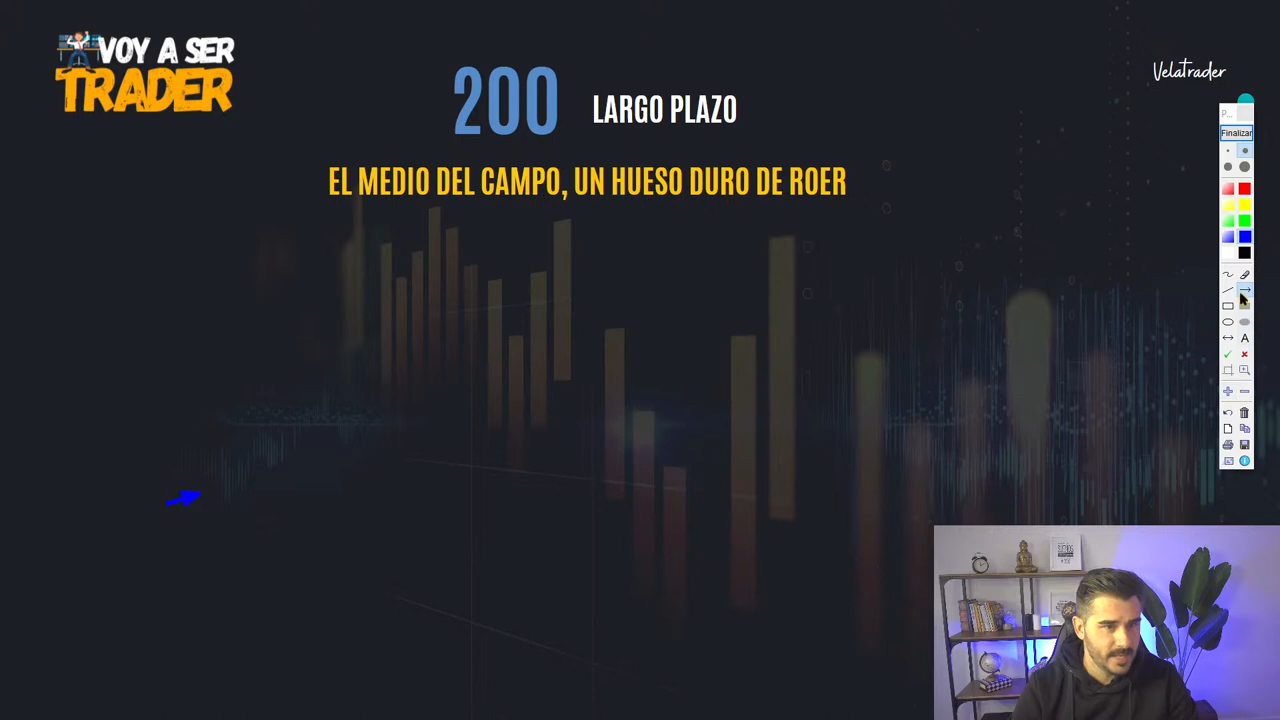 VOY A SER
TRADER
200
LARGO PLAZO
EL MEDIO DEL CAMPO, UN HUESO DURO DE ROER
Velatrader
P...
Finalizar
A